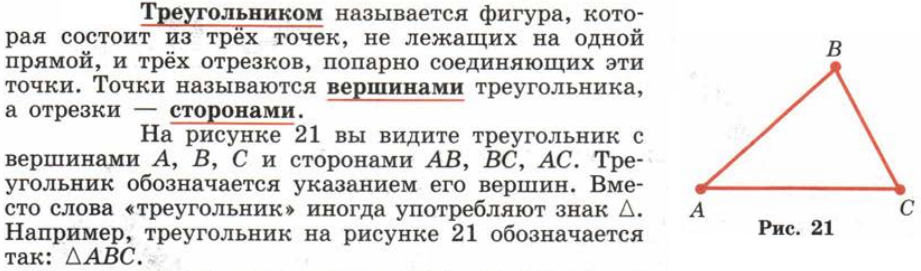 Треугольником называется фигура, кото-
рая состоит из трёх точек, не лежащих на одной
прямой, и трёх отрезков, попарно соединяющих эти
точки. Точки называются вершинами треугольника,
а отрезки — сторонами.
На рисунке 21 вы видите треугольник с
вершинами A, B, C и сторонами AB, BC, AC. Тре-
угольник обозначается указанием его вершин. Вме-
сто слова «треугольник» иногда употребляют знак △.
Например, треугольник на рисунке 21 обозначается
так: △ABC.
B
A
C
Рис. 21